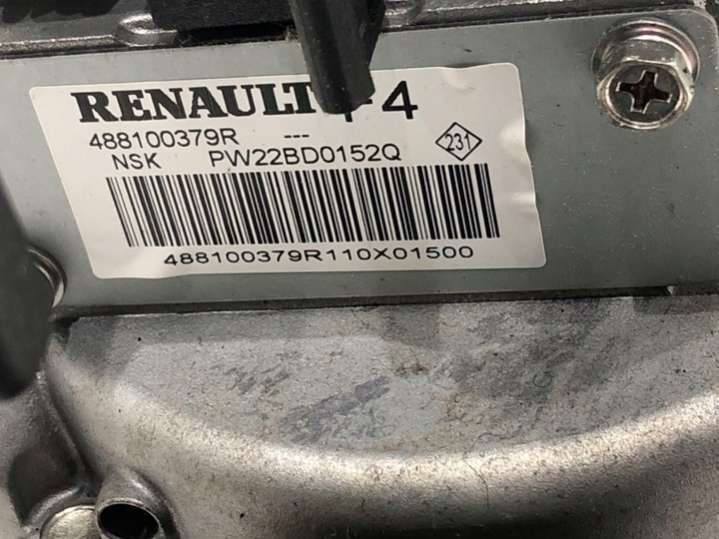 RENAULT 4
488100379R ---
NSK PW22BD0152Q 231
488100379R110X01500